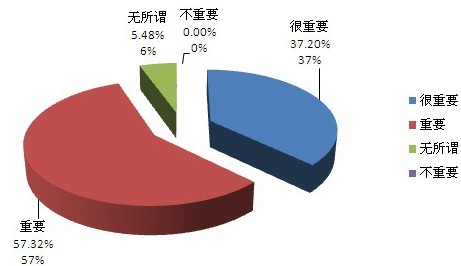 无所谓
5.48%
6%
不重要
0.00%
0%
很重要
37.20%
37%
重要
57.32%
57%
很重要
重要
无所谓
不重要